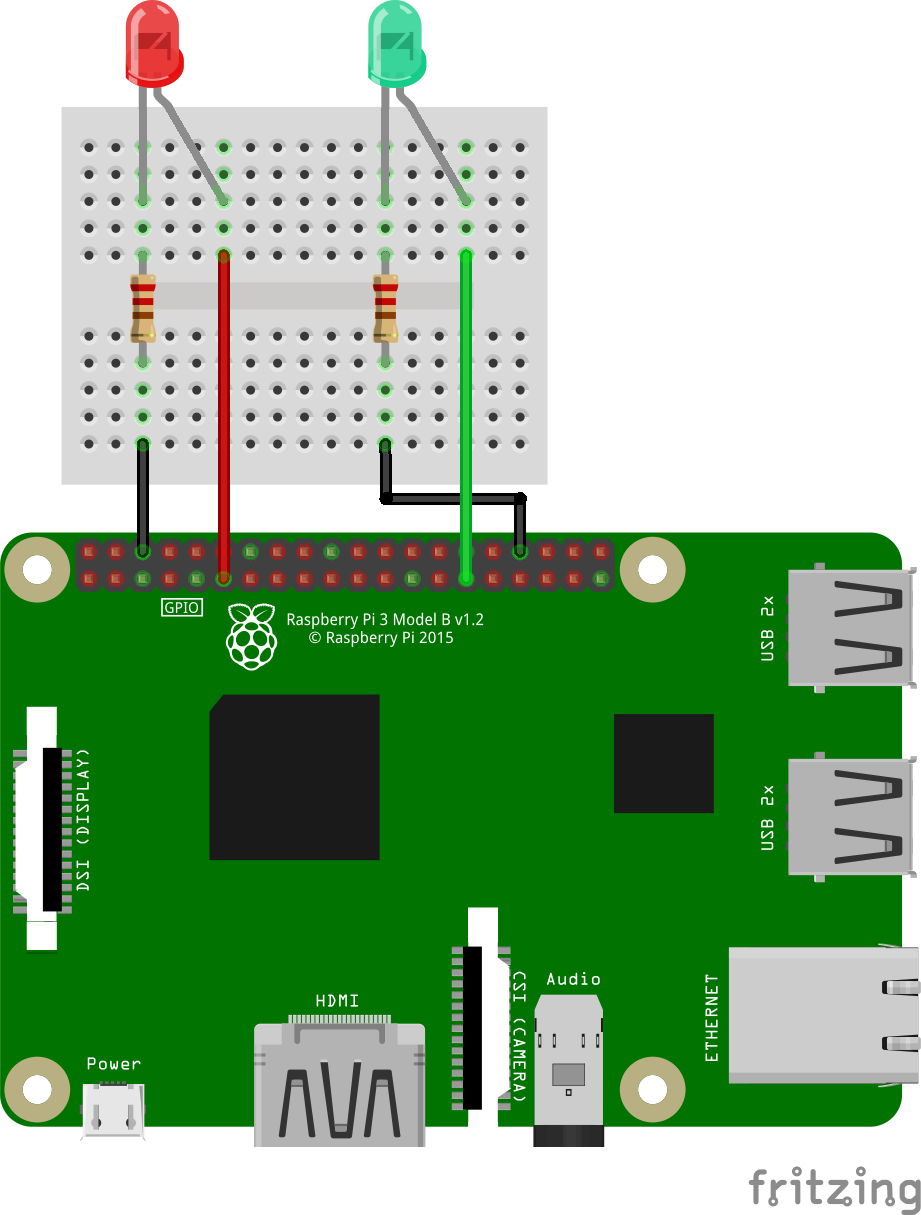 GPIO
Raspberry Pi 3 Model B v1.2
© Raspberry Pi 2015
USB 2x
DSI (DISPLAY)
USB 2x
Audio
CSI (CAMERA)
ETHERNET
HDMI
Power
fritzing